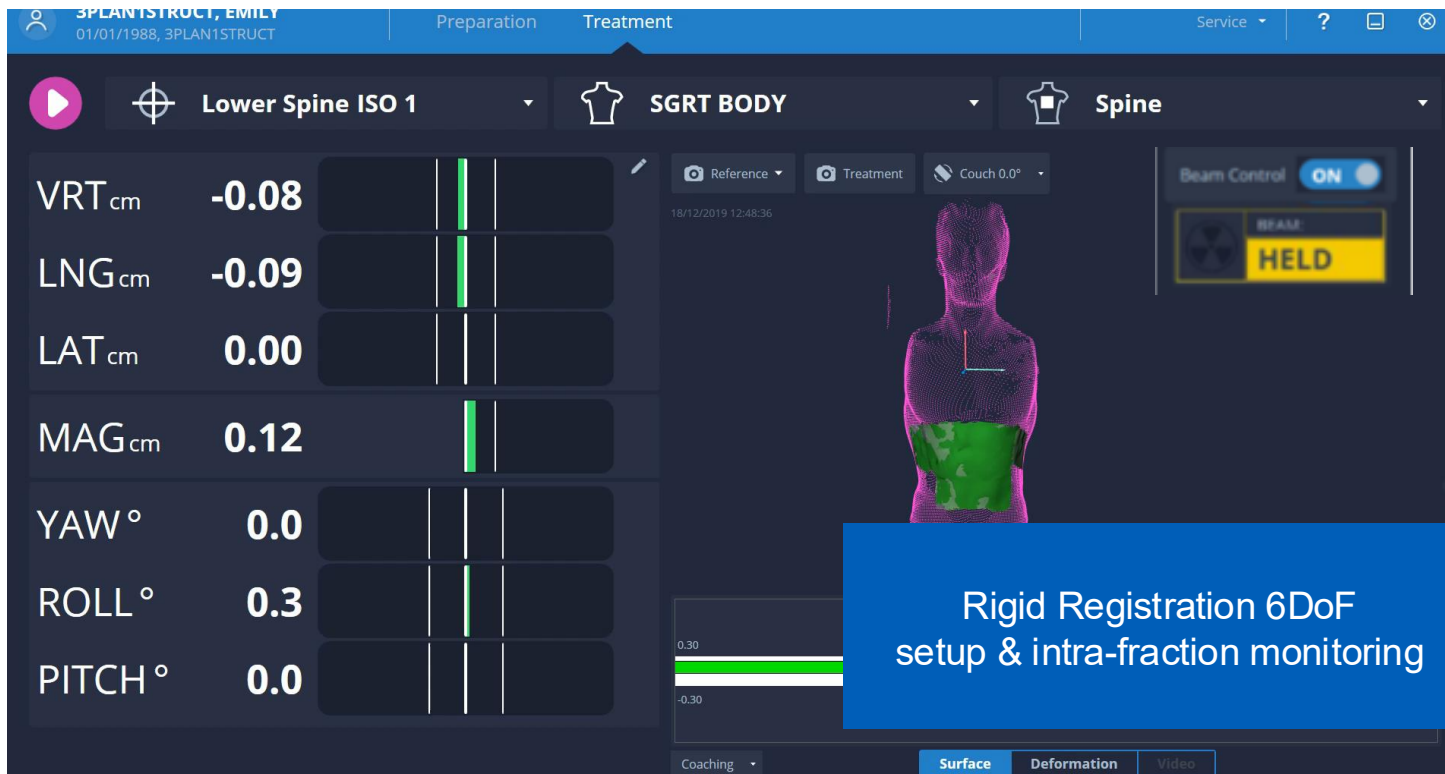 3PLAN1STRUCT, EMILY
01/01/1988, 3PLAN1STRUCT
Preparation
Treatment
Service
?
Lower Spine ISO 1
SGRT BODY
Spine
VRT cm -0.08
LNG cm -0.09
LAT cm 0.00
MAG cm 0.12
YAW ° 0.0
ROLL ° 0.3
PITCH ° 0.0
Reference
Treatment
Couch 0.0°
18/12/2019 12:48:36
Beam Control ON
BEAM:
HELD
0.30
-0.30
Rigid Registration 6DoF
setup & intra-fraction monitoring
Coaching
Surface
Deformation
Video